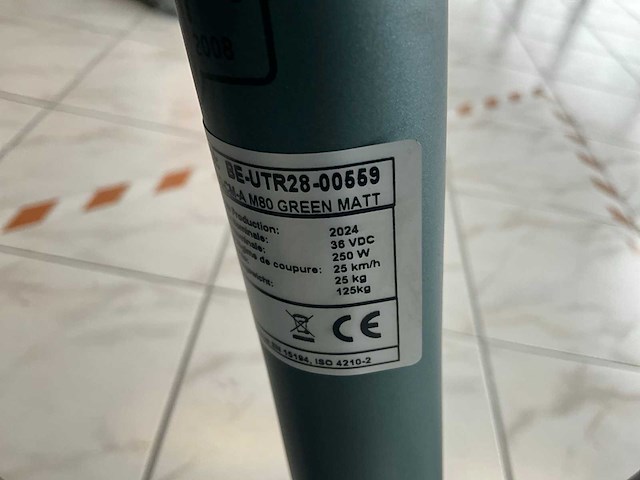 2008
BE-UTR28-00559
M80 GREEN MATT
2024
36 VDC
250 W
de coupure: 25 km/h
25 kg
125kg
CE
EN 15194, ISO 4210-2